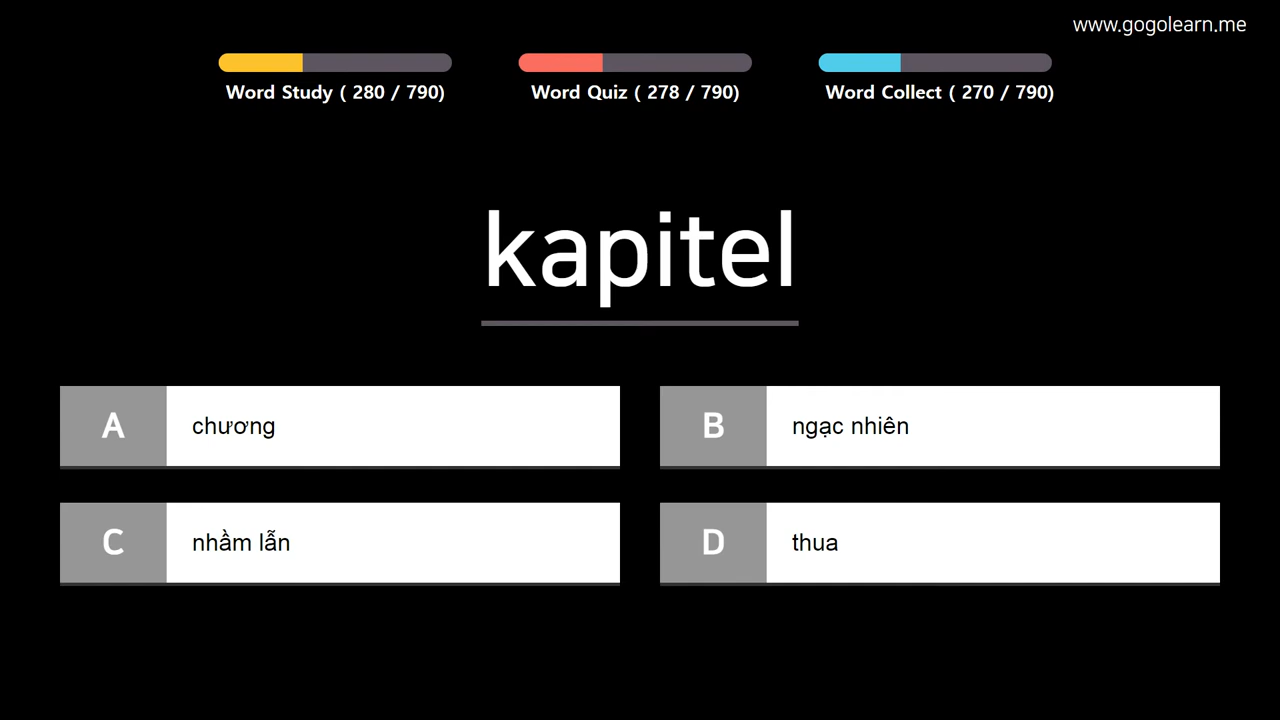 www.gogolearn.me
Word Study ( 280 / 790)
Word Quiz ( 278 / 790)
Word Collect ( 270 / 790)
kapitel
A chương
B ngạc nhiên
C nhầm lẫn
D thua